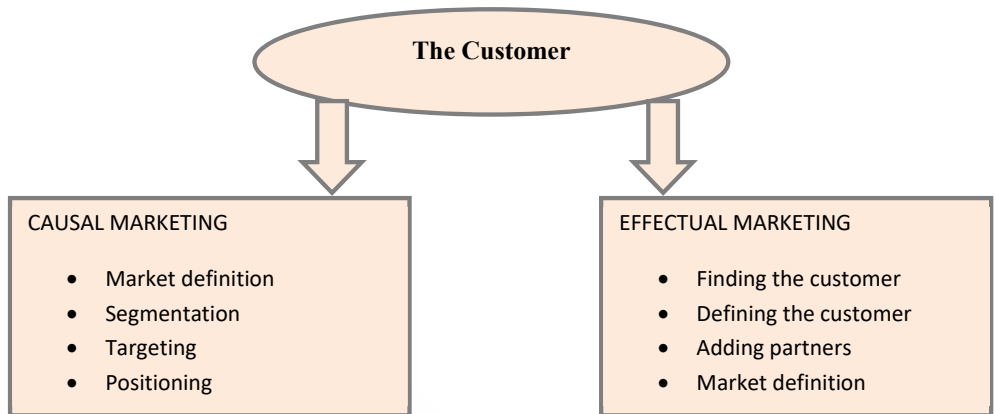 The Customer
CAUSAL MARKETING
• Market definition
• Segmentation
• Targeting
• Positioning
EFFECTUAL MARKETING
• Finding the customer
• Defining the customer
• Adding partners
• Market definition